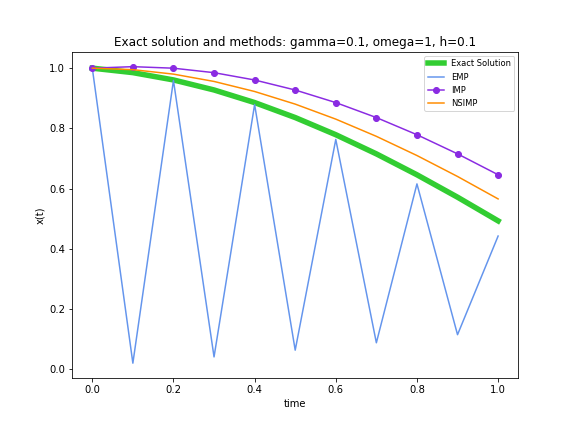 Exact solution and methods: gamma=0.1, omega=1, h=0.1
Exact Solution
EMP
IMP
NSIMP
1.0
0.8
0.6
0.4
0.2
0.0
x(t)
0.0 0.2 0.4 0.6 0.8 1.0
time